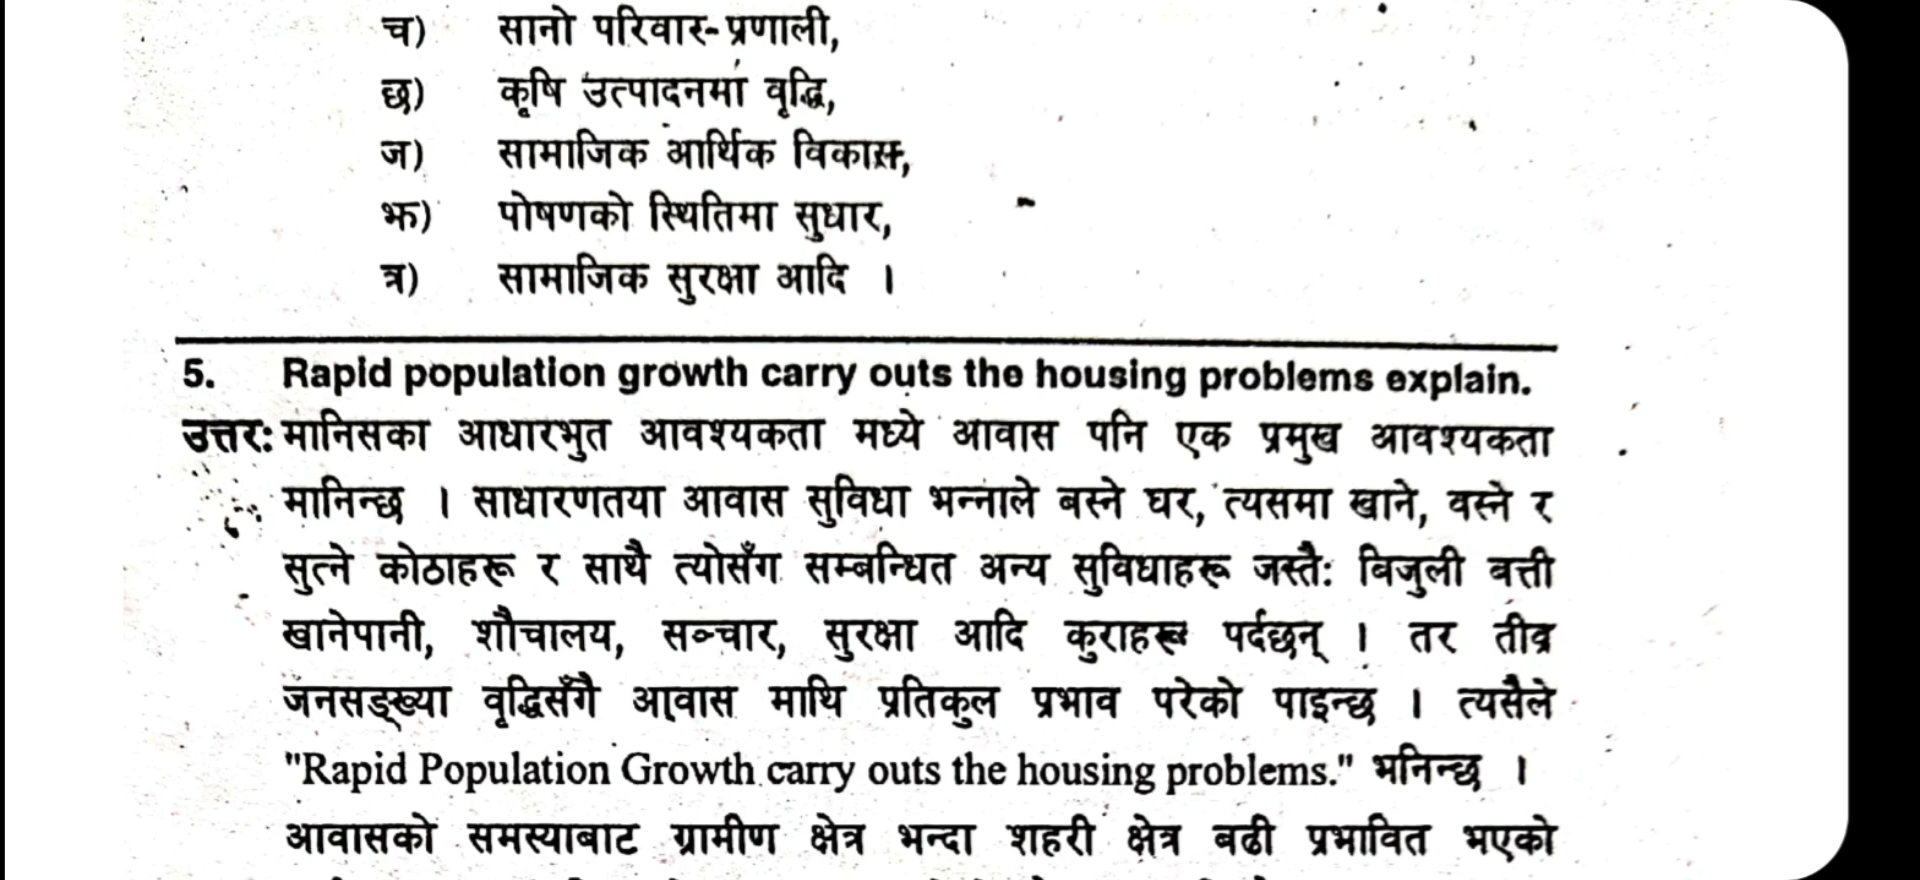 च) सानो परिवार-प्रणाली,
छ) कृषि उत्पादनमा वृद्धि,
ज) सामाजिक आर्थिक विकास,
झ) पोषणको स्थितिमा सुधार,
त्र) सामाजिक सुरक्षा आदि ।
5. Rapid population growth carry outs the housing problems explain.
उत्तर: मानिसका आधारभुत आवश्यकता मध्ये आवास पनि एक प्रमुख आवश्यकता
मानिन्छ । साधारणतया आवास सुविधा भन्नाले बस्ने घर, त्यसमा खाने, वस्ने र
सुत्ने कोठाहरू र साथै त्योसँग सम्बन्धित अन्य सुविधाहरू जस्तै: विजुली वत्ती
खानेपानी, शौचालय, सञ्चार, सुरक्षा आदि कुराहरू पर्दछन् । तर तीव्र
जनसङ्ख्या वृद्धिसँगै आवास माथि प्रतिकुल प्रभाव परेको पाइन्छ । त्यसैले
"Rapid Population Growth carry outs the housing problems." भनिन्छ ।
आवासको समस्याबाट ग्रामीण क्षेत्र भन्दा शहरी क्षेत्र बढी प्रभावित भएको